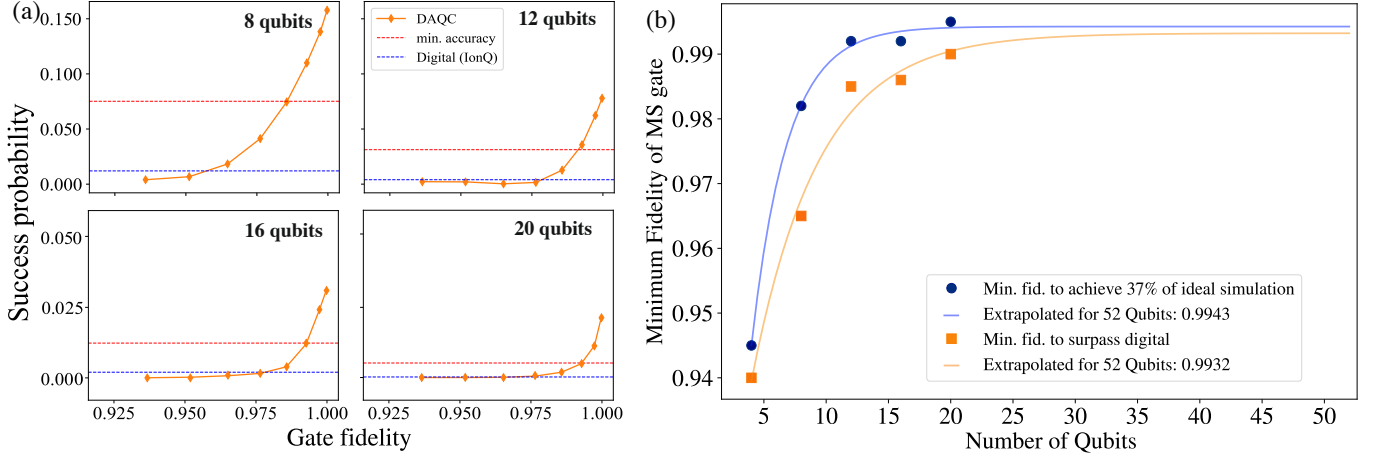 (a)
8 qubits
12 qubits
DAQC
min. accuracy
Digital (IonQ)
0.150
0.100
0.050
0.000
0.925 0.950 0.975 1.000
16 qubits
20 qubits
0.050
0.025
0.000
0.925 0.950 0.975 1.000
0.925 0.950 0.975 1.000
Success probability
Gate fidelity
(b)
Minimum Fidelity of MS gate
0.99
0.98
0.97
0.96
0.95
0.94
Min. fid. to achieve 37% of ideal simulation
Extrapolated for 52 Qubits: 0.9943
Min. fid. to surpass digital
Extrapolated for 52 Qubits: 0.9932
5 10 15 20 25 30 35 40 45 50
Number of Qubits